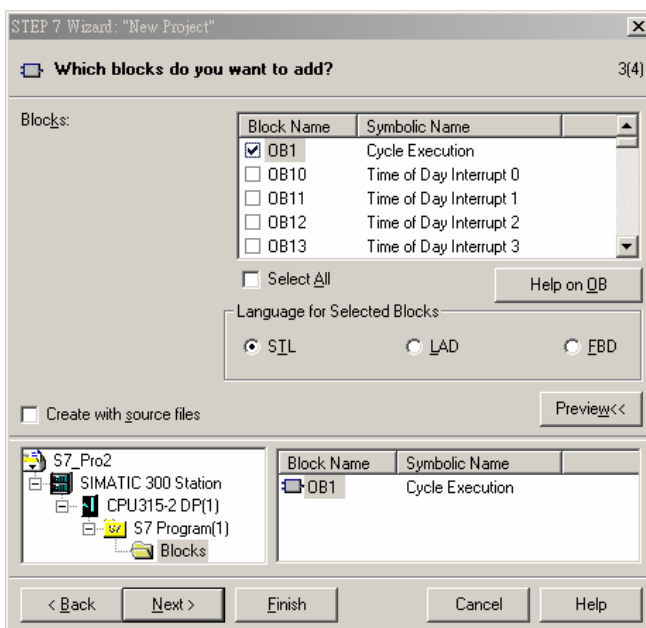 STEP 7 Wizard: "New Project"
Which blocks do you want to add? 3(4)
Blocks:
Block Name Symbolic Name
OB1 Cycle Execution
OB10 Time of Day Interrupt 0
OB11 Time of Day Interrupt 1
OB12 Time of Day Interrupt 2
OB13 Time of Day Interrupt 3
Select All
Help on OB
Language for Selected Blocks
STL LAD FBD
Create with source files
Preview<<
S7_Pro2
SIMATIC 300 Station
CPU315-2 DP(1)
S7 Program(1)
Blocks
Block Name Symbolic Name
OB1 Cycle Execution
< Back Next > Finish Cancel Help